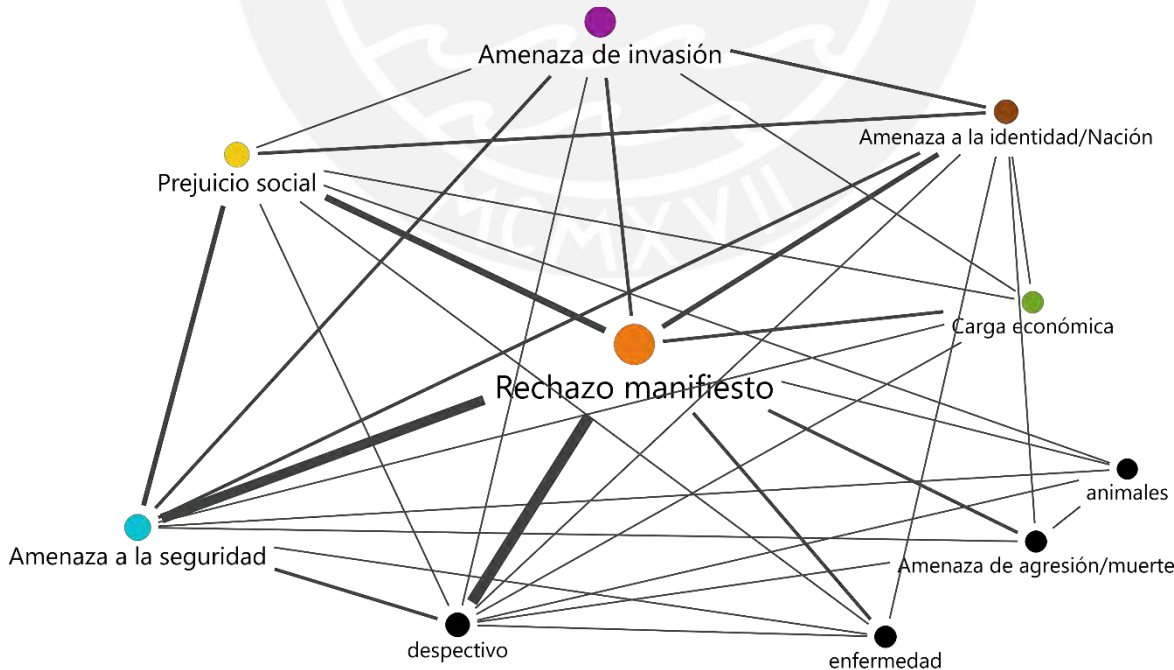 Amenaza de invasión
Amenaza a la identidad/Nación
Prejuicio social
MCMXVII
Carga económica
Rechazo manifiesto
animales
Amenaza a la seguridad
Amenaza de agresión/muerte
despectivo
enfermedad